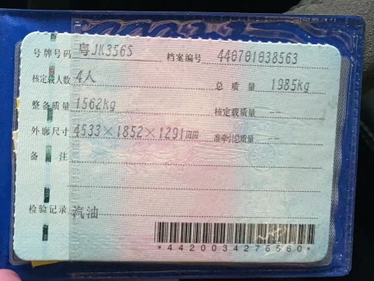 号牌号码 粤JK356S 档案编号 440701038563
核定载人数 4人 总质量 1985kg
整备质量 1562kg 核定载质量 --
外廓尺寸 4533×1852×1291mm 准牵引总质量 --
备注
检验记录 汽油
*4420034276560*